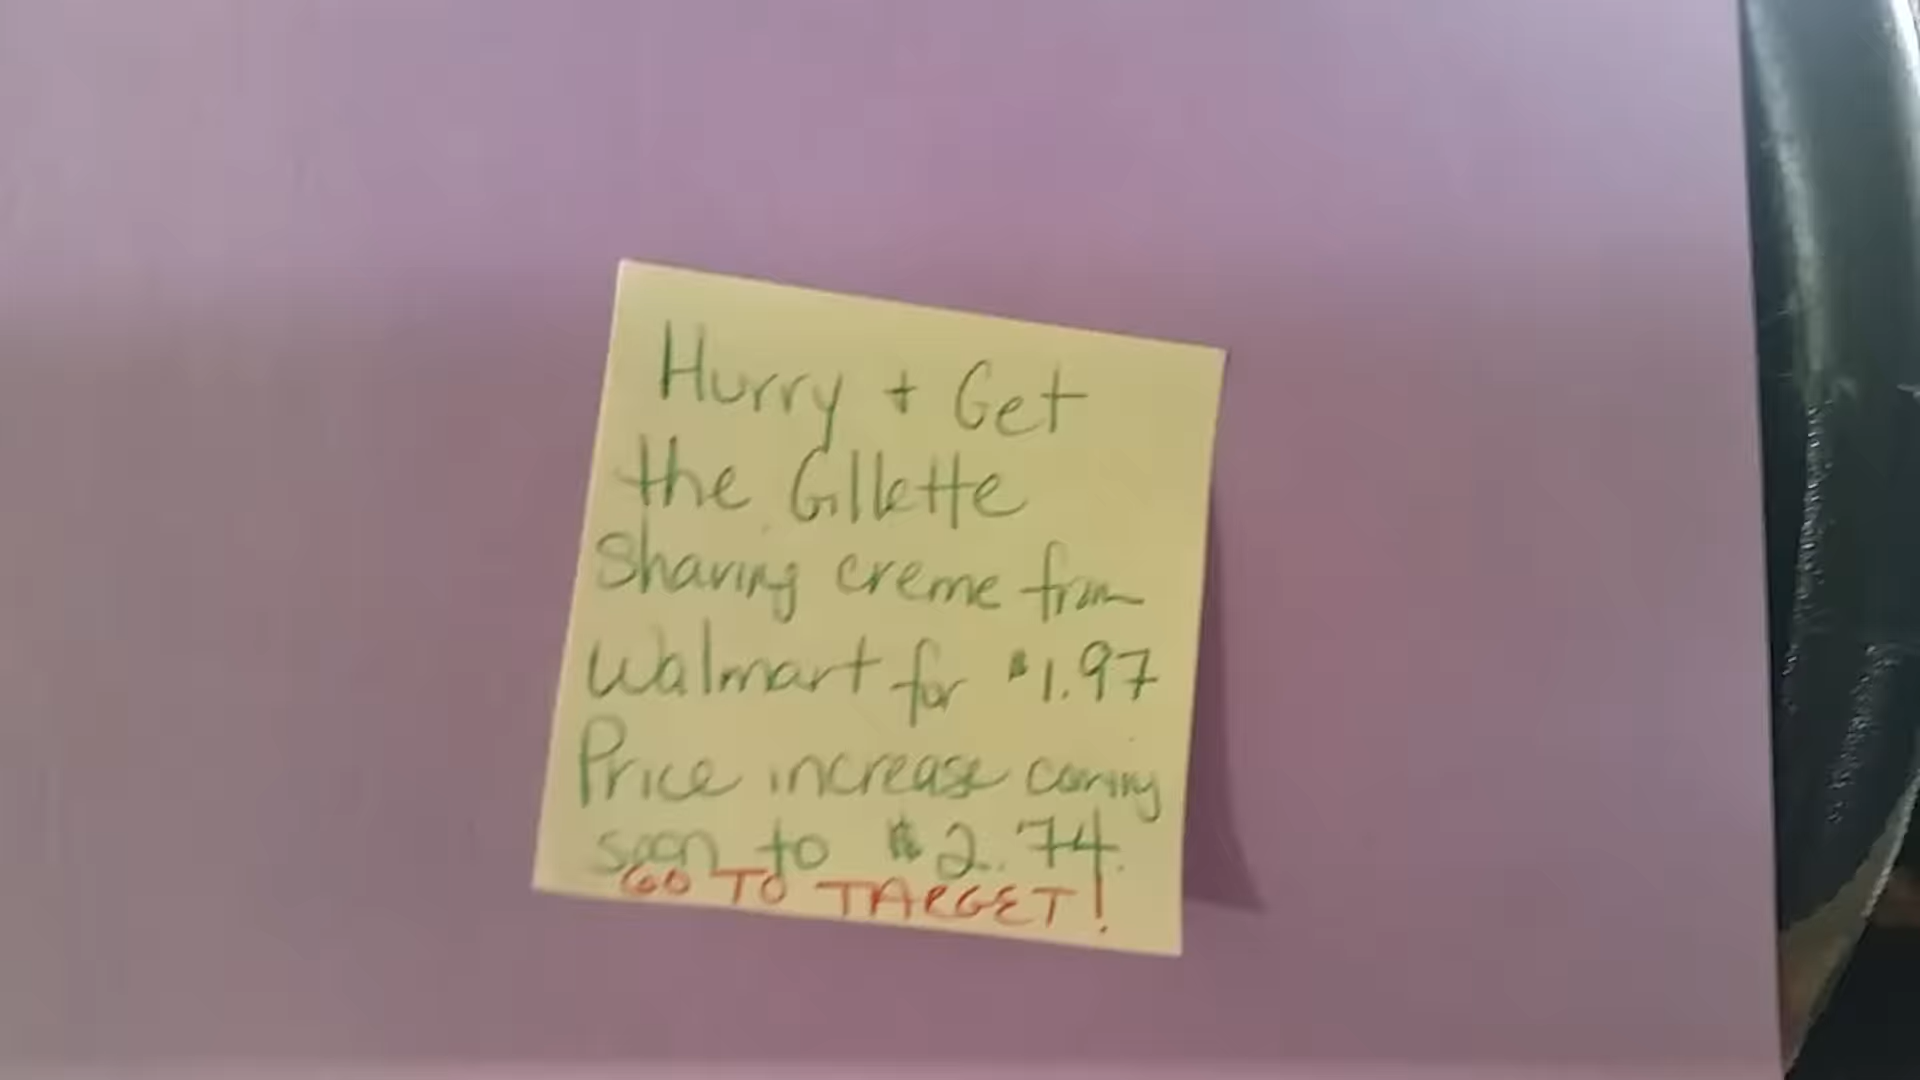 Hurry + Get
the Gillette
Shaving creme from
Walmart for $1.97
Price increase coming
soon to $2.74.
GO TO TARGET!